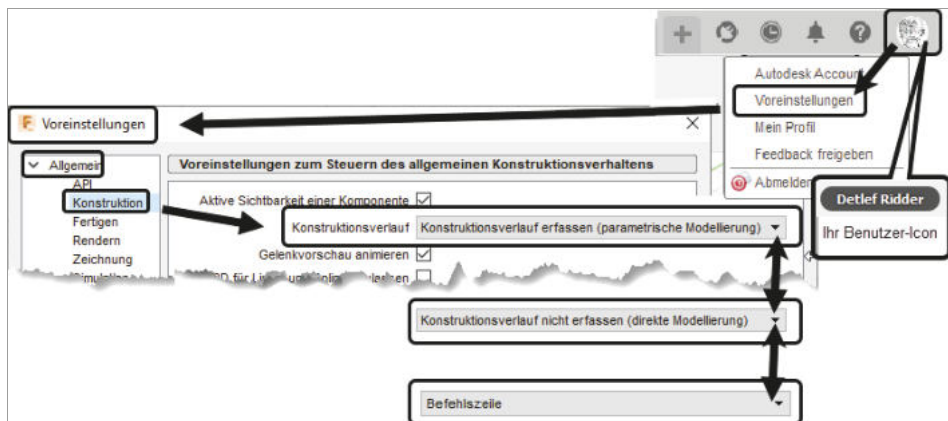 Autodesk Account
Voreinstellungen
Mein Profil
Feedback freigeben
Abmelden
Detlef Ridder
Ihr Benutzer-Icon
Voreinstellungen
Allgemein
API
Konstruktion
Fertigen
Rendern
Zeichnung
Simulation
Voreinstellungen zum Steuern des allgemeinen Konstruktionsverhaltens
Aktive Sichtbarkeit einer Komponente
Konstruktionsverlauf Konstruktionsverlauf erfassen (parametrische Modellierung)
Gelenkvorschau animieren
für
Konstruktionsverlauf nicht erfassen (direkte Modellierung)
Befehlszeile